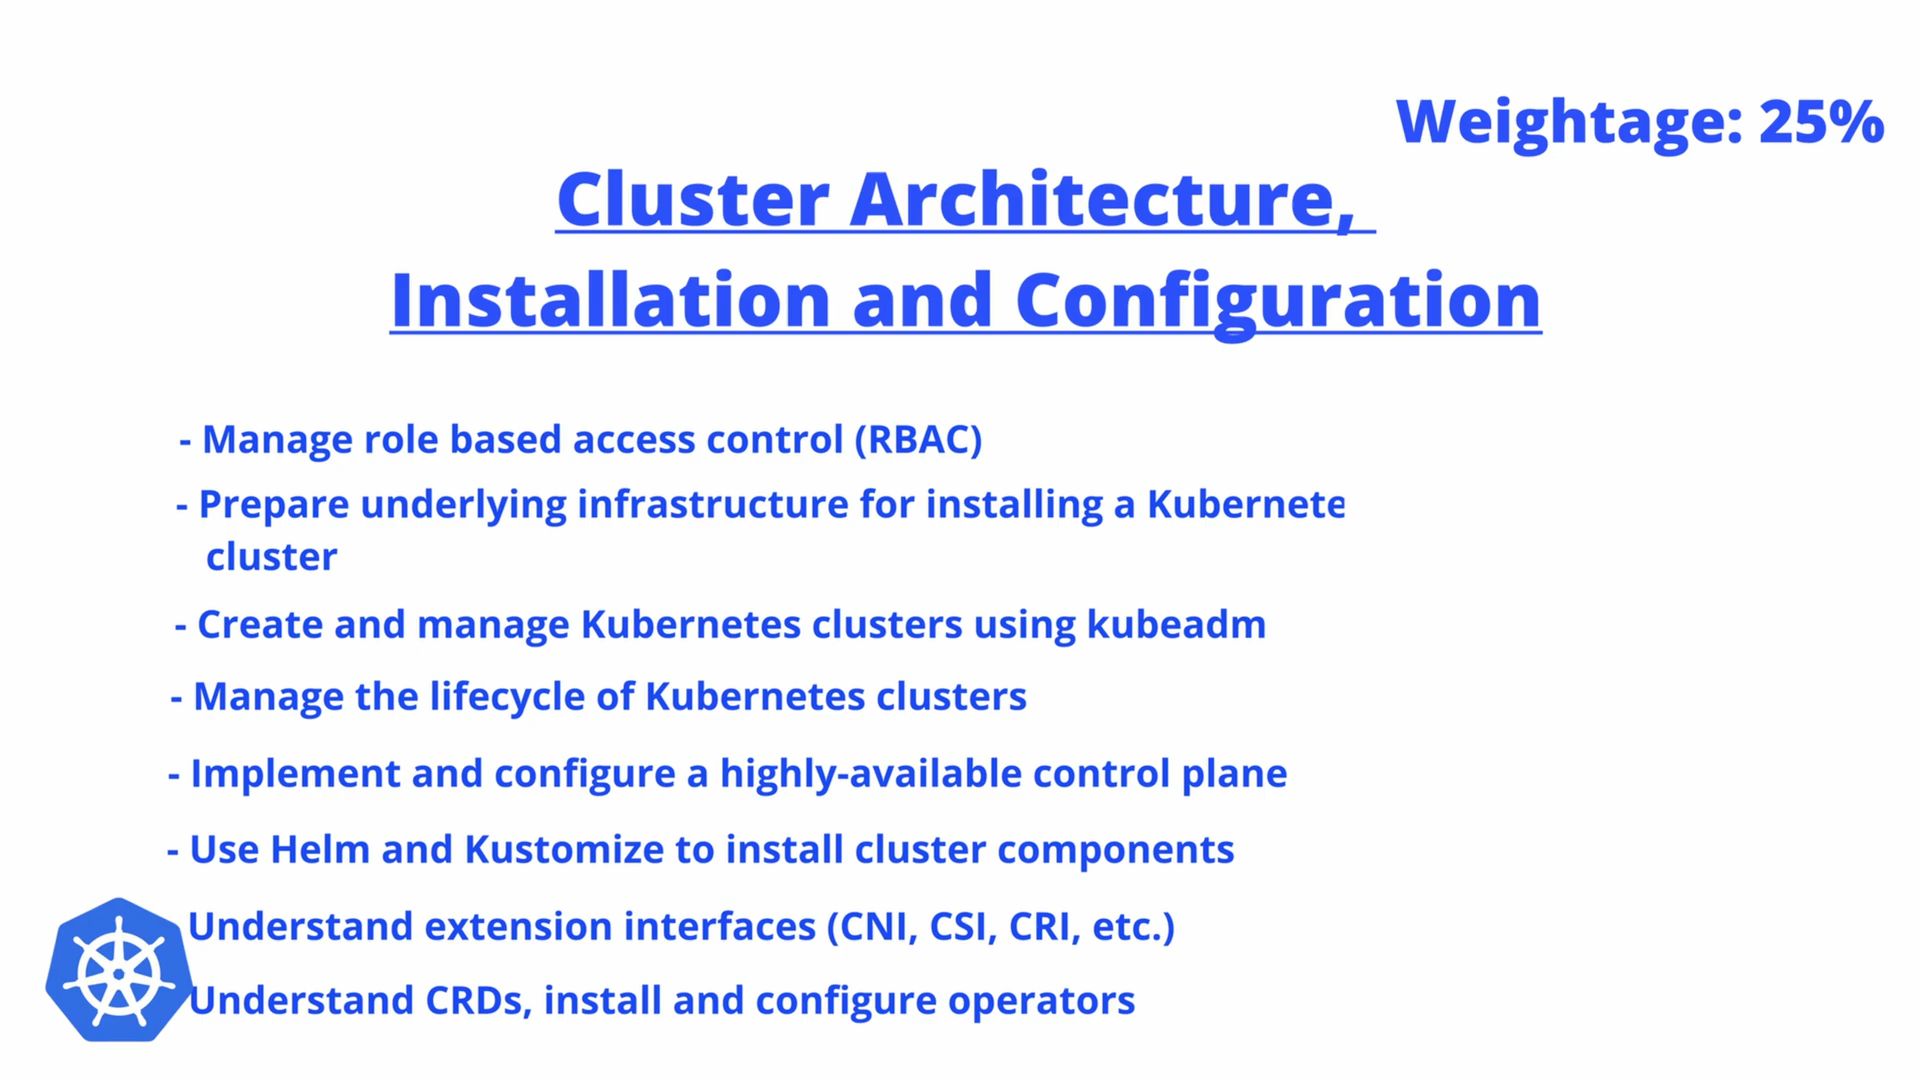 Weightage: 25%
Cluster Architecture,
Installation and Configuration
- Manage role based access control (RBAC)
- Prepare underlying infrastructure for installing a Kubernete
cluster
- Create and manage Kubernetes clusters using kubeadm
- Manage the lifecycle of Kubernetes clusters
- Implement and configure a highly-available control plane
- Use Helm and Kustomize to install cluster components
Understand extension interfaces (CNI, CSI, CRI, etc.)
Understand CRDs, install and configure operators